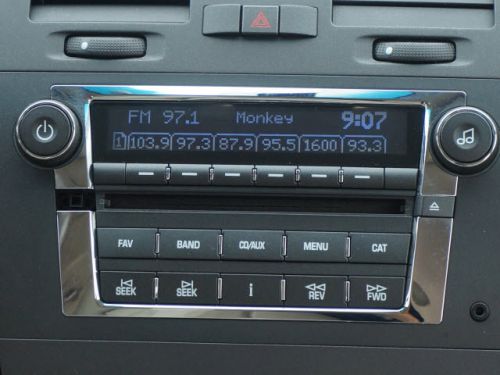 FM 97.1 Monkey 9:07
1 103.9 97.3 87.9 95.5 1600 93.3
FAV BAND CD/AUX MENU CAT
SEEK SEEK i REV FWD